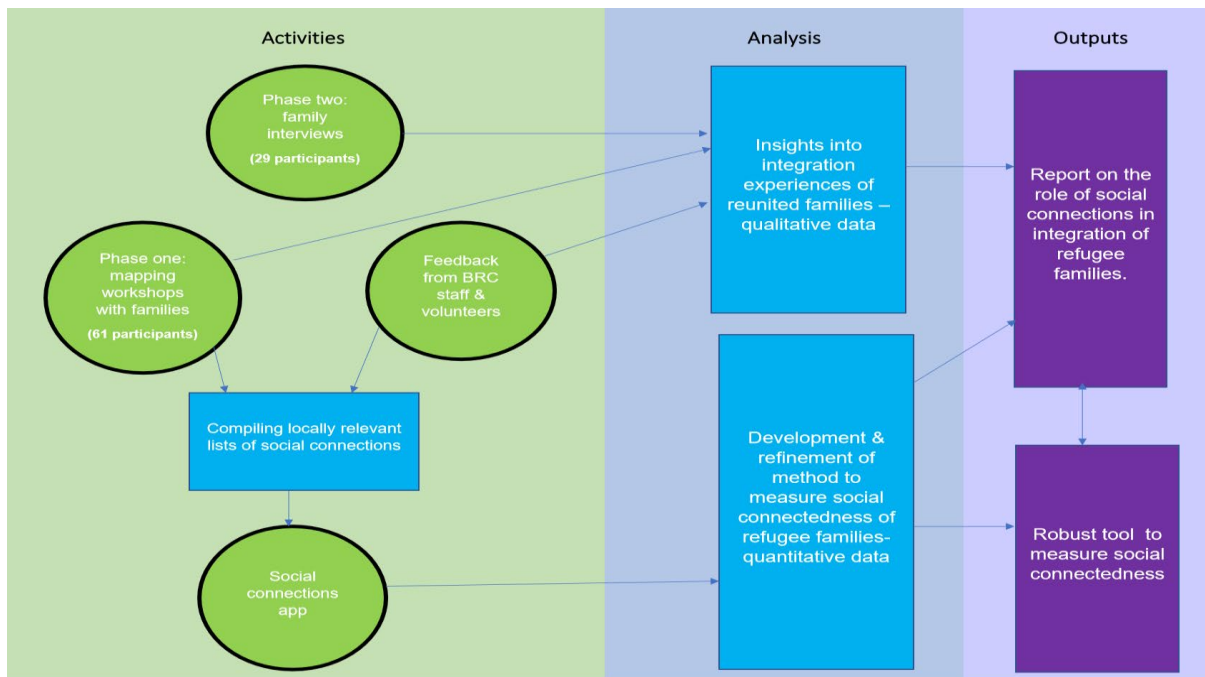 Activities
Analysis
Outputs
Phase two:
family
interviews
(29 participants)
Phase one:
mapping
workshops
with families
(61 participants)
Feedback
from BRC
staff &
volunteers
Compiling locally relevant
lists of social connections
Social
connections
app
Insights into
integration
experiences of
reunited families –
qualitative data
Development &
refinement of
method to
measure social
connectedness of
refugee families-
quantitative data
Report on the
role of social
connections in
integration of
refugee
families.
Robust tool to
measure social
connectedness